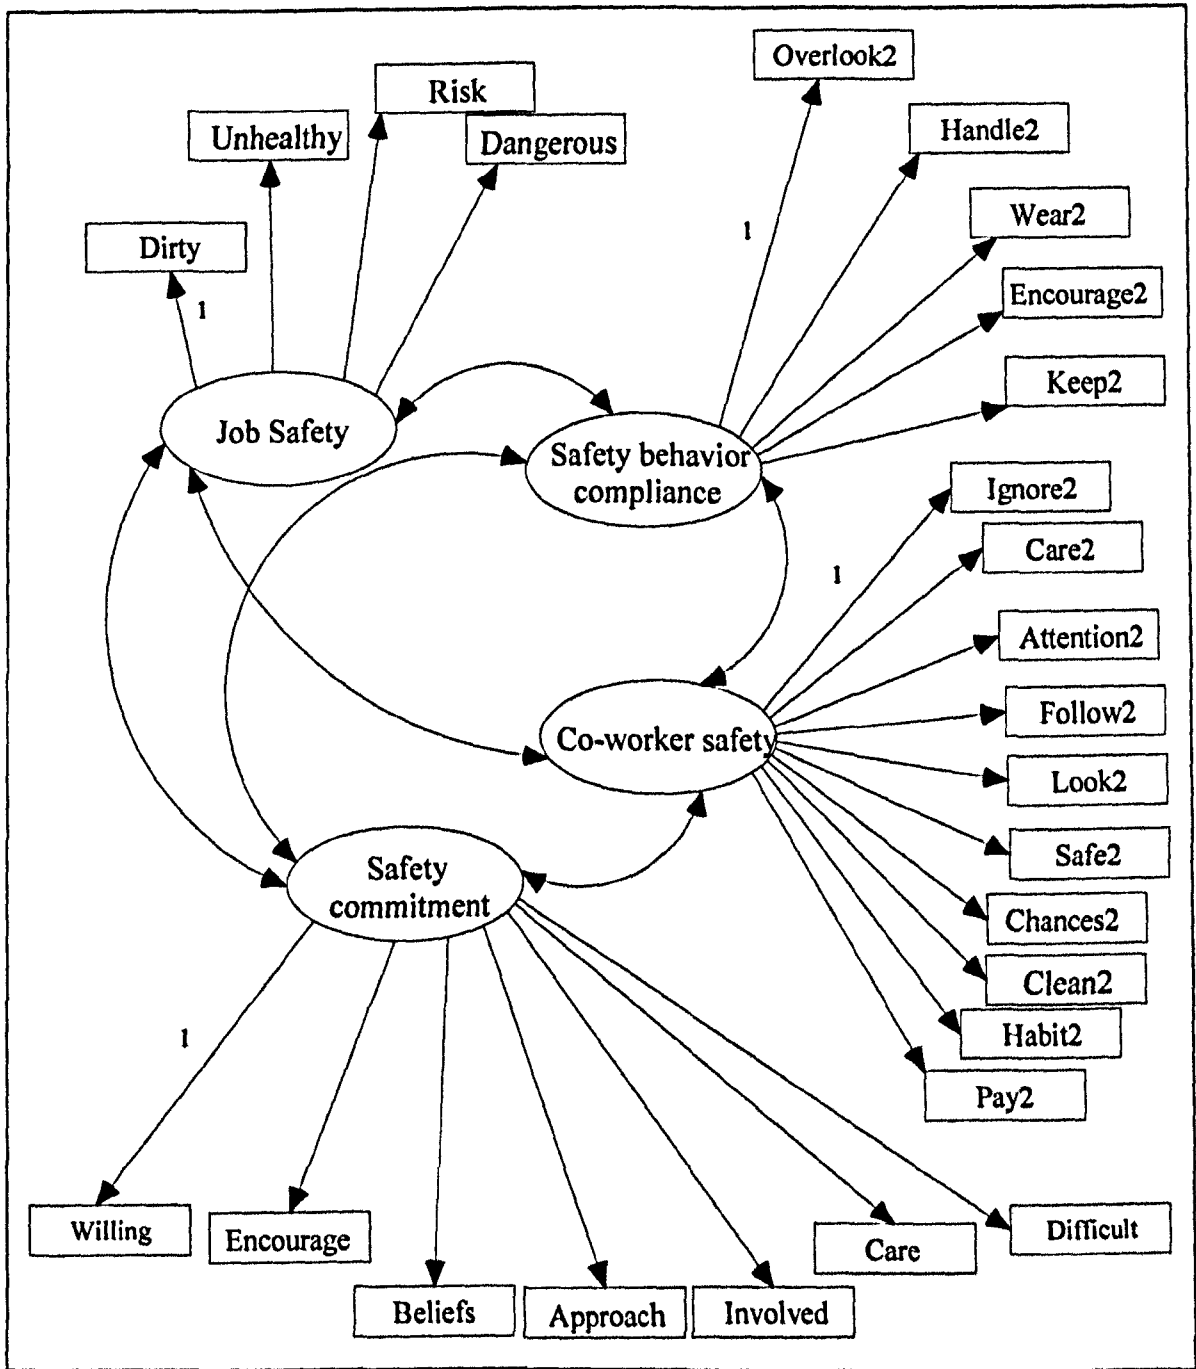 Overlook2
Risk
Handle2
Unhealthy
Dangerous
1
Wear2
Dirty
1
Encourage2
Keep2
Job Safety
Safety behavior
compliance
Ignore2
Care2
1
Attention2
Follow2
Co-worker safety
Look2
Safe2
Safety
commitment
Chances2
Clean2
Habit2
1
Pay2
Willing
Encourage
Care
Difficult
Beliefs
Approach
Involved